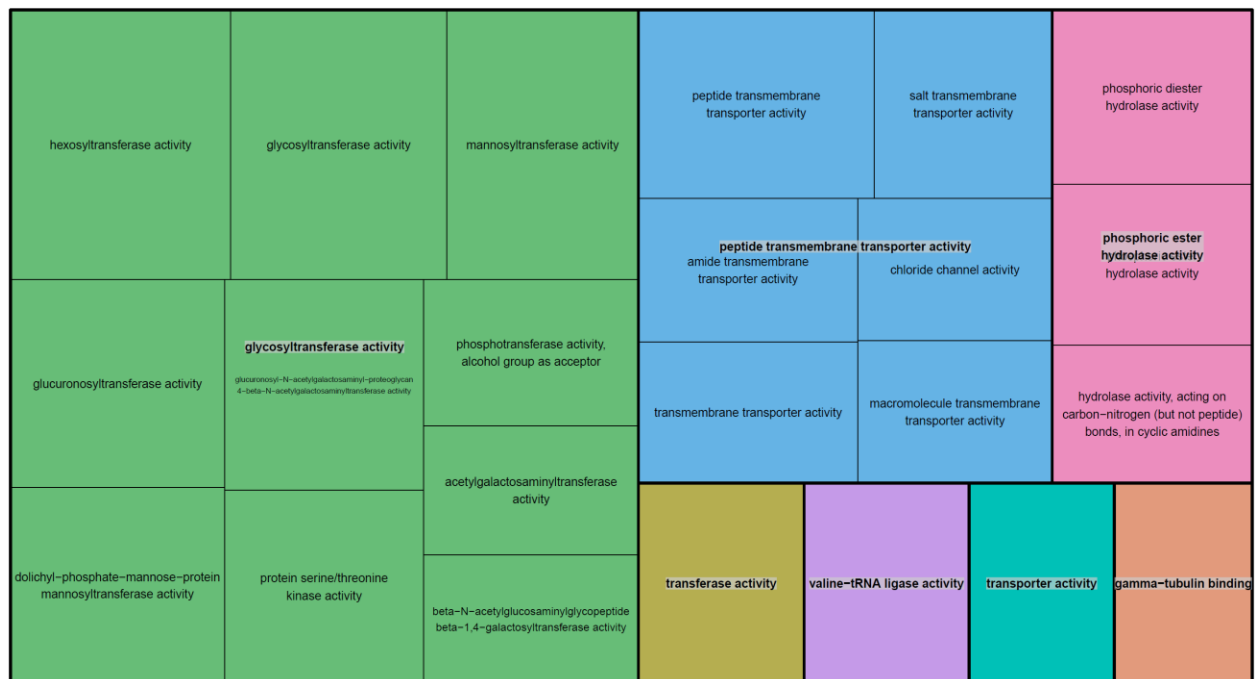 hexosyltransferase activity
glycosyltransferase activity
mannosyltransferase activity
glucuronosyltransferase activity
glycosyltransferase activity
glucuronosyl−N−acetylgalactosaminyl−proteoglycan
4−beta−N−acetylgalactosaminyltransferase activity
phosphotransferase activity,
alcohol group as acceptor
acetylgalactosaminyltransferase
activity
dolichyl−phosphate−mannose−protein
mannosyltransferase activity
protein serine/threonine
kinase activity
beta−N−acetylglucosaminylglycopeptide
beta−1,4−galactosyltransferase activity
peptide transmembrane
transporter activity
salt transmembrane
transporter activity
peptide transmembrane transporter activity
amide transmembrane
transporter activity
chloride channel activity
transmembrane transporter activity
macromolecule transmembrane
transporter activity
phosphoric diester
hydrolase activity
phosphoric ester
hydrolase activity
hydrolase activity
hydrolase activity, acting on
carbon−nitrogen (but not peptide)
bonds, in cyclic amidines
transferase activity
valine−tRNA ligase activity
transporter activity
gamma−tubulin binding